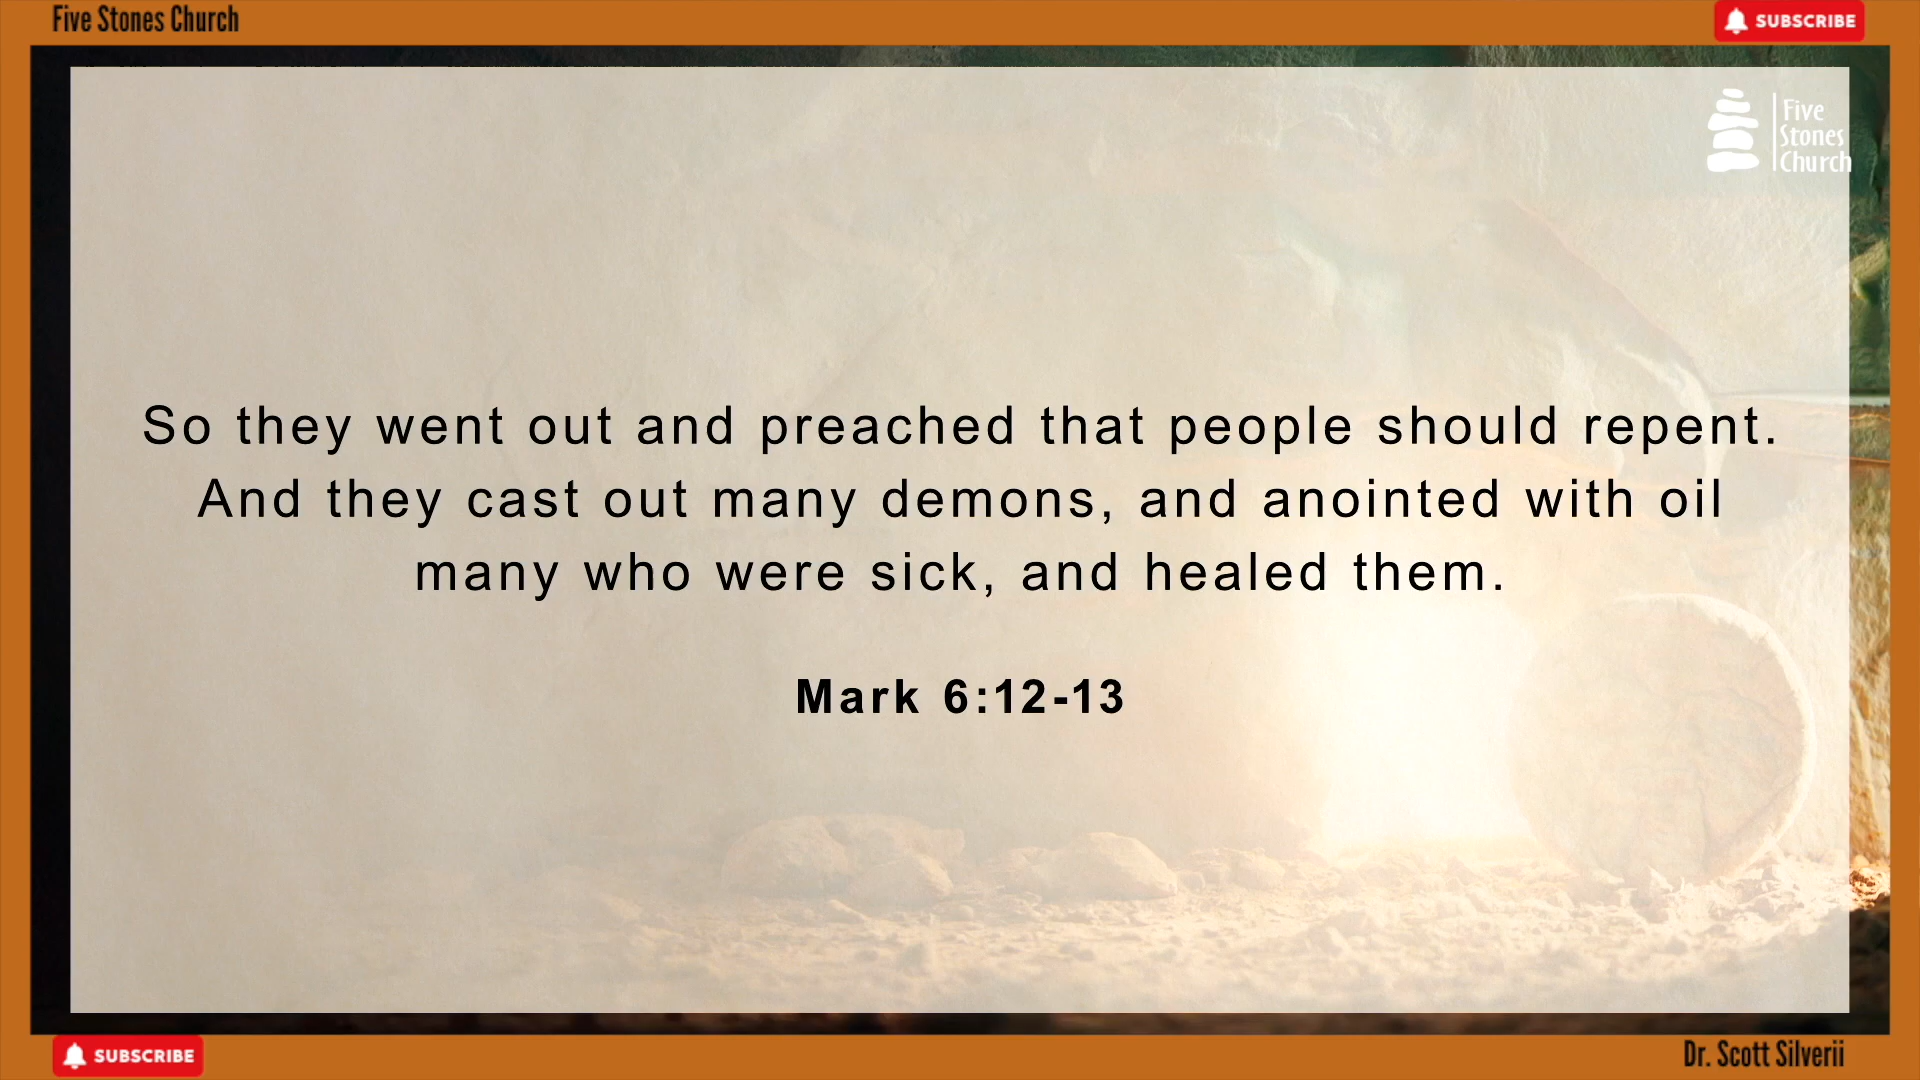 Five Stones Church
SUBSCRIBE
Five
Stones
Church
So they went out and preached that people should repent.
And they cast out many demons, and anointed with oil
many who were sick, and healed them.
Mark 6:12-13
SUBSCRIBE
Dr. Scott Silverii